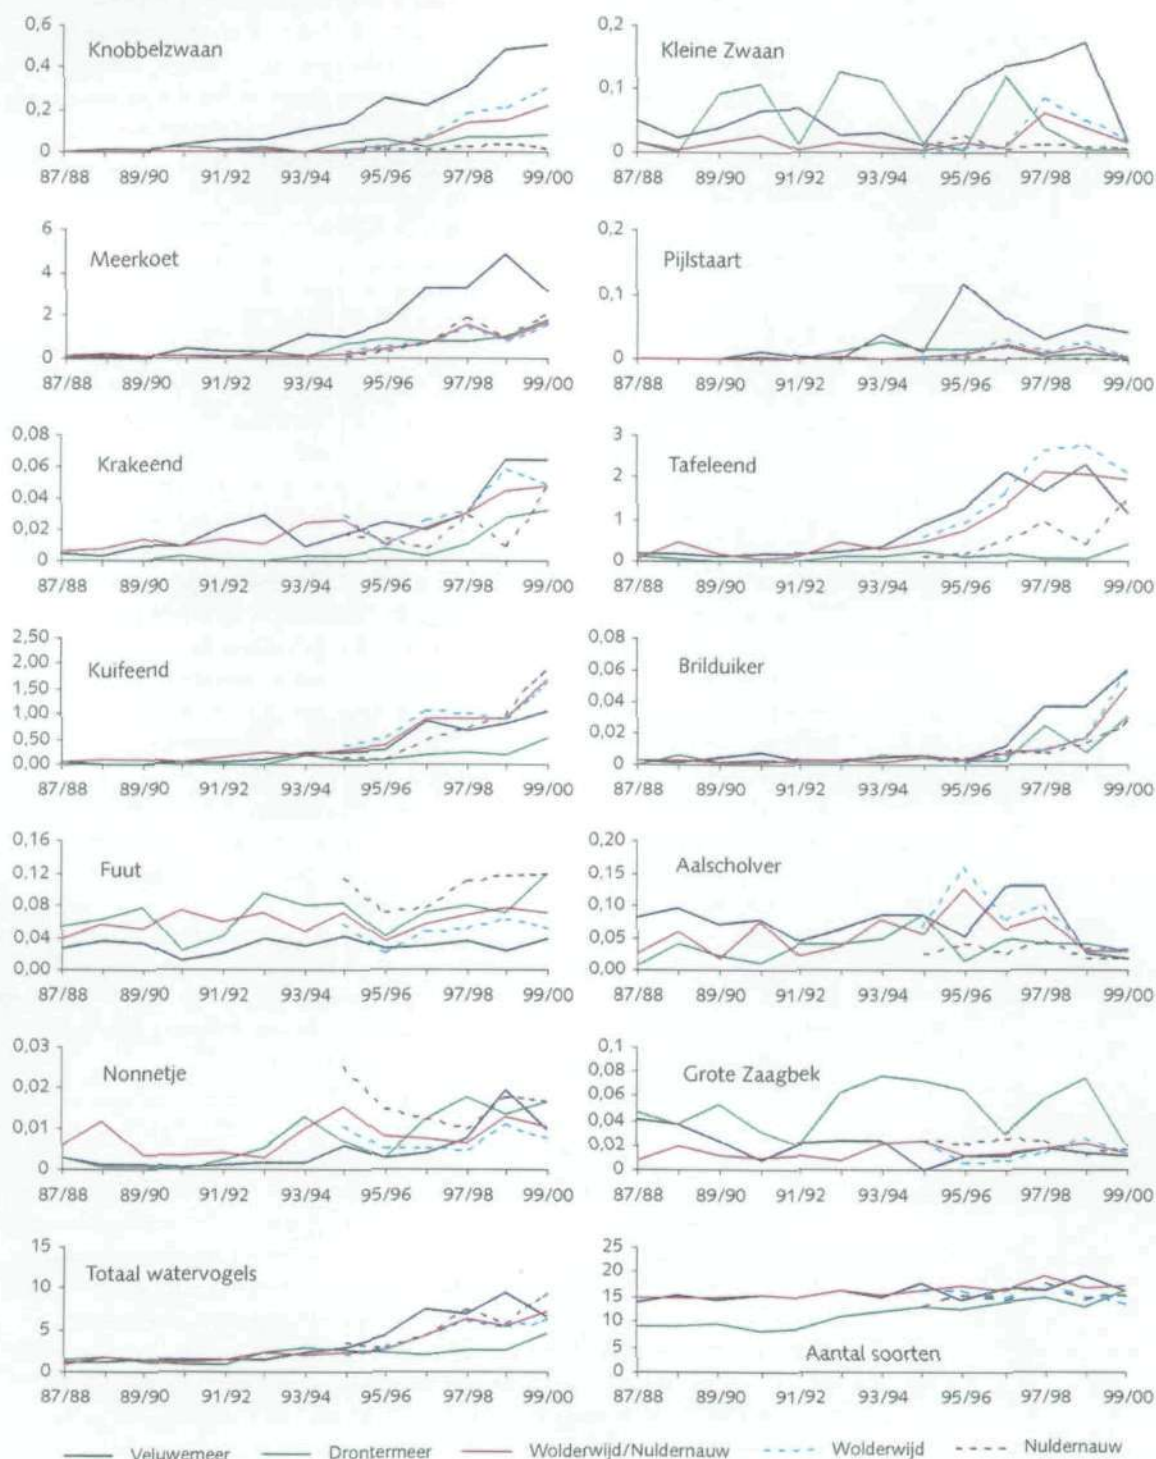 0,6
0,4
0,2
0
Knobbelzwaan
87/88 89/90 91/92 93/94 95/96 97/98 99/00
0,2
0,1
0
Kleine Zwaan
87/88 89/90 91/92 93/94 95/96 97/98 99/00
6
4
2
0
Meerkoet
87/88 89/90 91/92 93/94 95/96 97/98 99/00
0,2
0,1
0
Pijlstaart
87/88 89/90 91/92 93/94 95/96 97/98 99/00
0,08
0,06
0,04
0,02
0
Krakeend
87/88 89/90 91/92 93/94 95/96 97/98 99/00
3
2
1
0
Tafeleend
87/88 89/90 91/92 93/94 95/96 97/98 99/00
2,50
2,00
1,50
1,00
0,50
0,00
Kuifeend
87/88 89/90 91/92 93/94 95/96 97/98 99/00
0,08
0,06
0,04
0,02
0
Brilduiker
87/88 89/90 91/92 93/94 95/96 97/98 99/00
0,16
0,12
0,08
0,04
0,00
Fuut
87/88 89/90 91/92 93/94 95/96 97/98 99/00
0,20
0,15
0,10
0,05
0,00
Aalscholver
87/88 89/90 91/92 93/94 95/96 97/98 99/00
0,03
0,02
0,01
0
Nonnetje
87/88 89/90 91/92 93/94 95/96 97/98 99/00
0,1
0,08
0,06
0,04
0,02
0
Grote Zaagbek
87/88 89/90 91/92 93/94 95/96 97/98 99/00
15
10
5
0
Totaal watervogels
87/88 89/90 91/92 93/94 95/96 97/98 99/00
25
20
15
10
5
0
Aantal soorten
87/88 89/90 91/92 93/94 95/96 97/98 99/00
Veluwemeer Drontermeer Wolderwijd/Nuldernauw Wolderwijd Nuldernauw